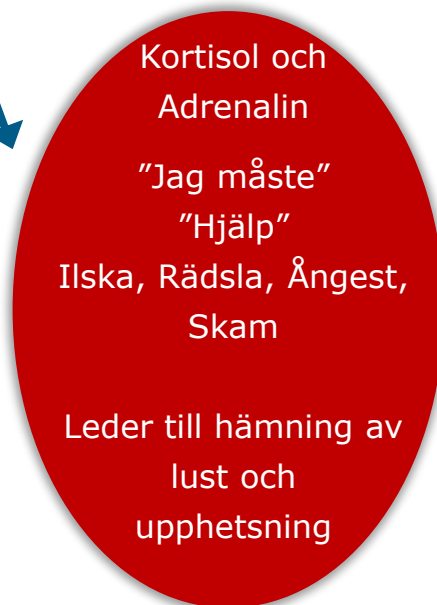 Kortisol och
Adrenalin
”Jag måste”
”Hjälp”
Ilska, Rädsla, Ångest,
Skam
Leder till hämning av
lust och
upphetsning